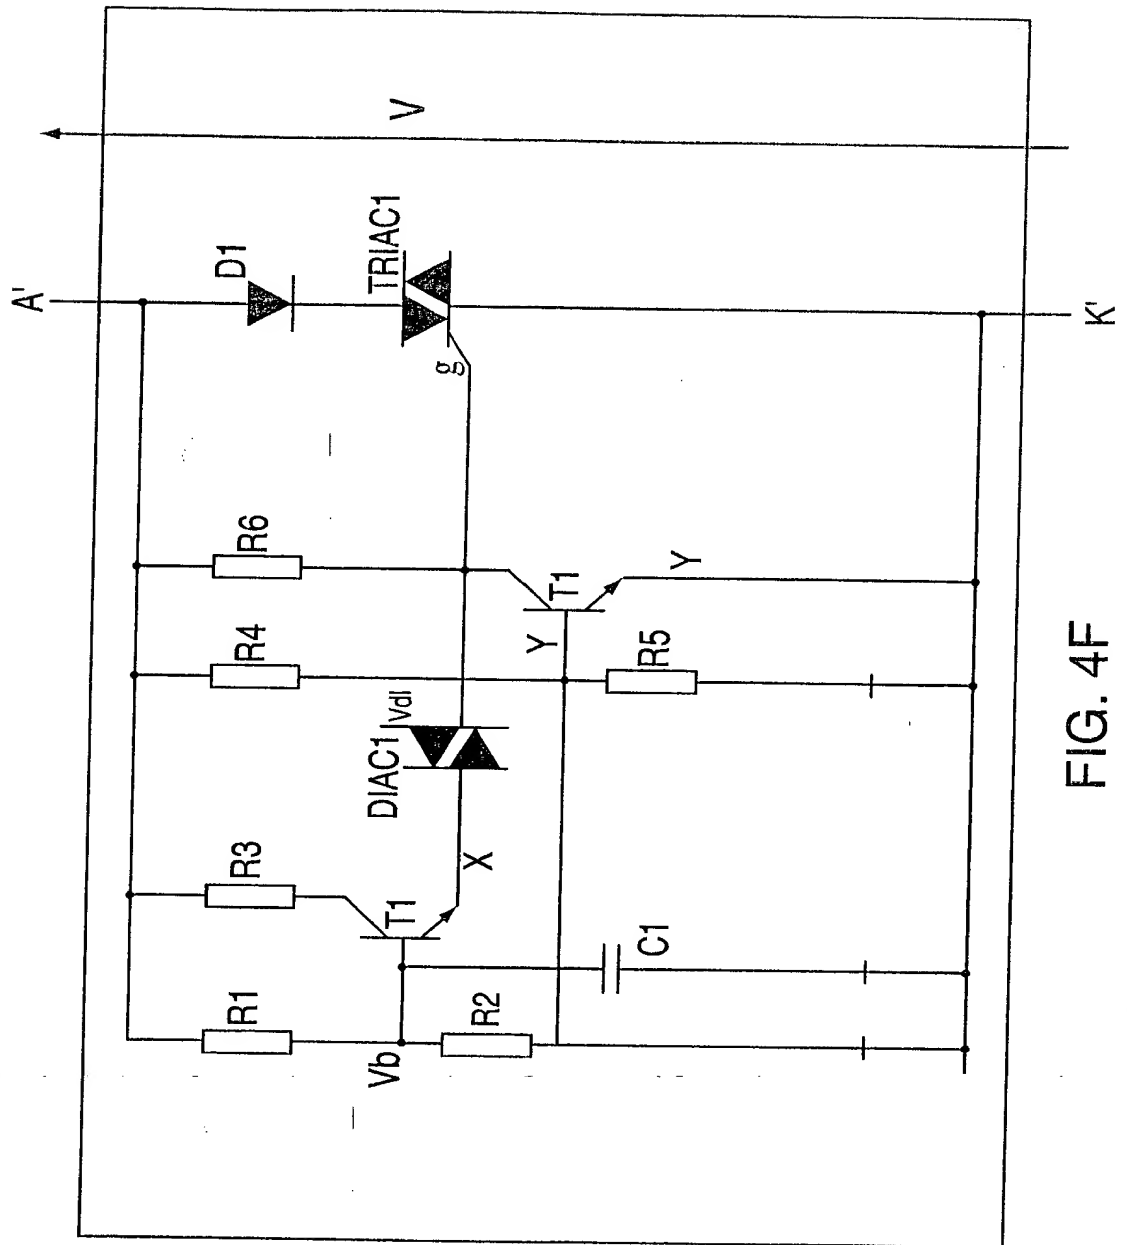 A'
V
D1
TRIAC1
g
R6
R4
T1
Y
Y
R5
DIAC1
Vdl
R3
X
T1
C1
R1
R2
Vb
K'
FIG. 4F